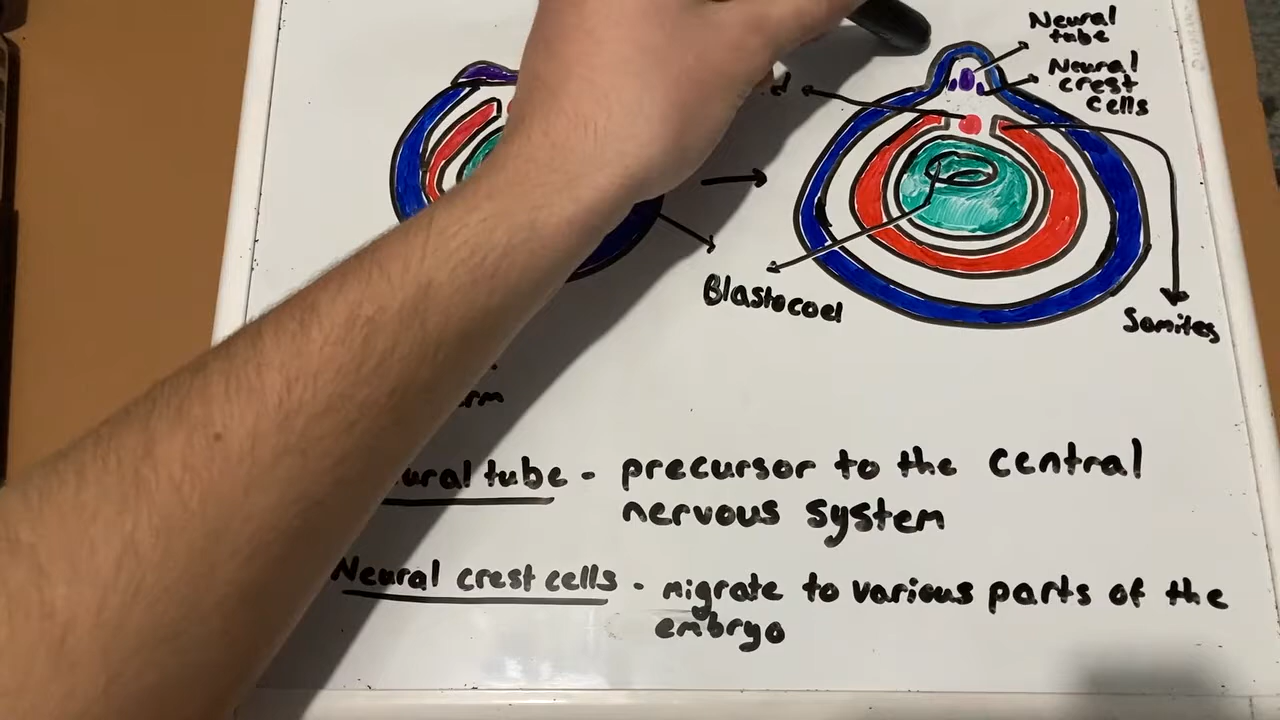 Neural
tube
Neural
crest
cells
Blastocoel
Somites
tube - precursor to the central
nervous system
Neural crest cells - migrate to various parts of the
embryo